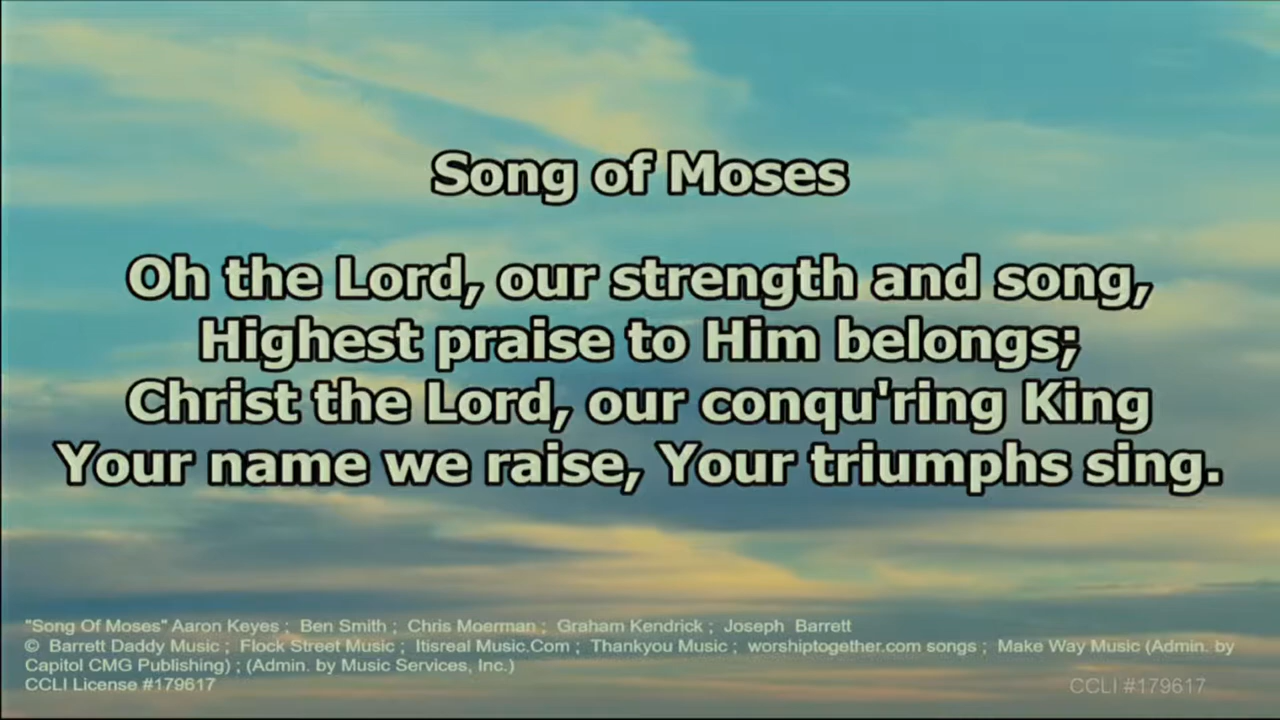 Song of Moses
Oh the Lord, our strength and song,
Highest praise to Him belongs;
Christ the Lord, our conqu'ring King
Your name we raise, Your triumphs sing.
"Song Of Moses" Aaron Keyes ; Ben Smith ; Chris Moerman ; Graham Kendrick ; Joseph Barrett
© Barrett Daddy Music ; Flock Street Music ; Itisreal Music.Com ; Thankyou Music ; worshiptogether.com songs ; Make Way Music (Admin. by
Capitol CMG Publishing) ; (Admin. by Music Services, Inc.)
CCLI License #179617
CCLI #179617